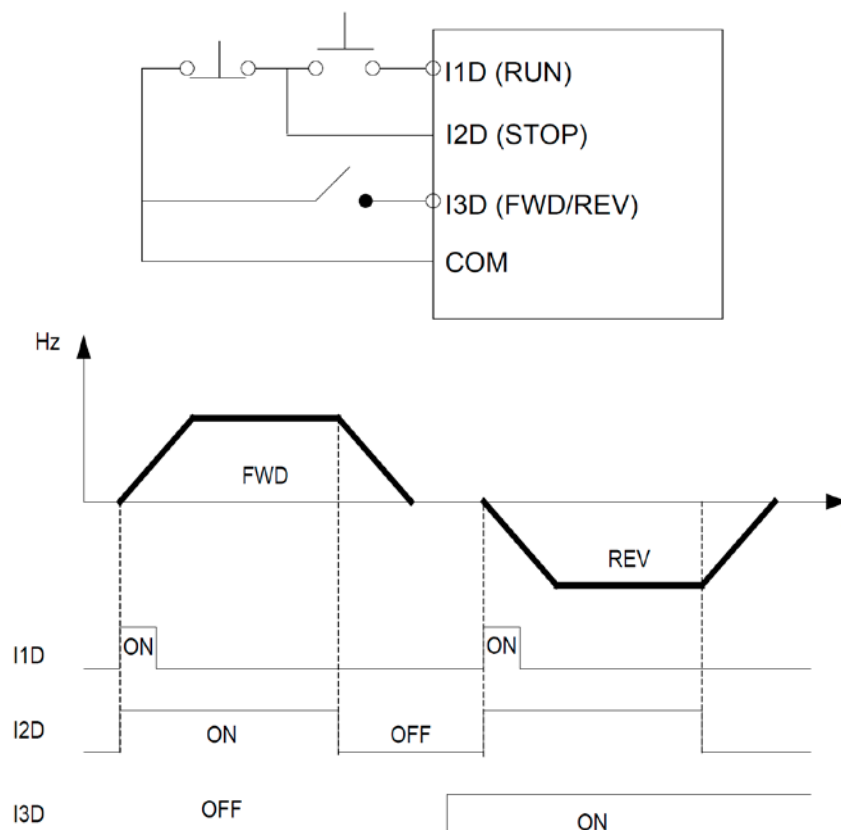 I1D (RUN)
I2D (STOP)
I3D (FWD/REV)
COM
Hz
FWD
REV
I1D
ON
ON
I2D
ON
OFF
I3D
OFF
ON